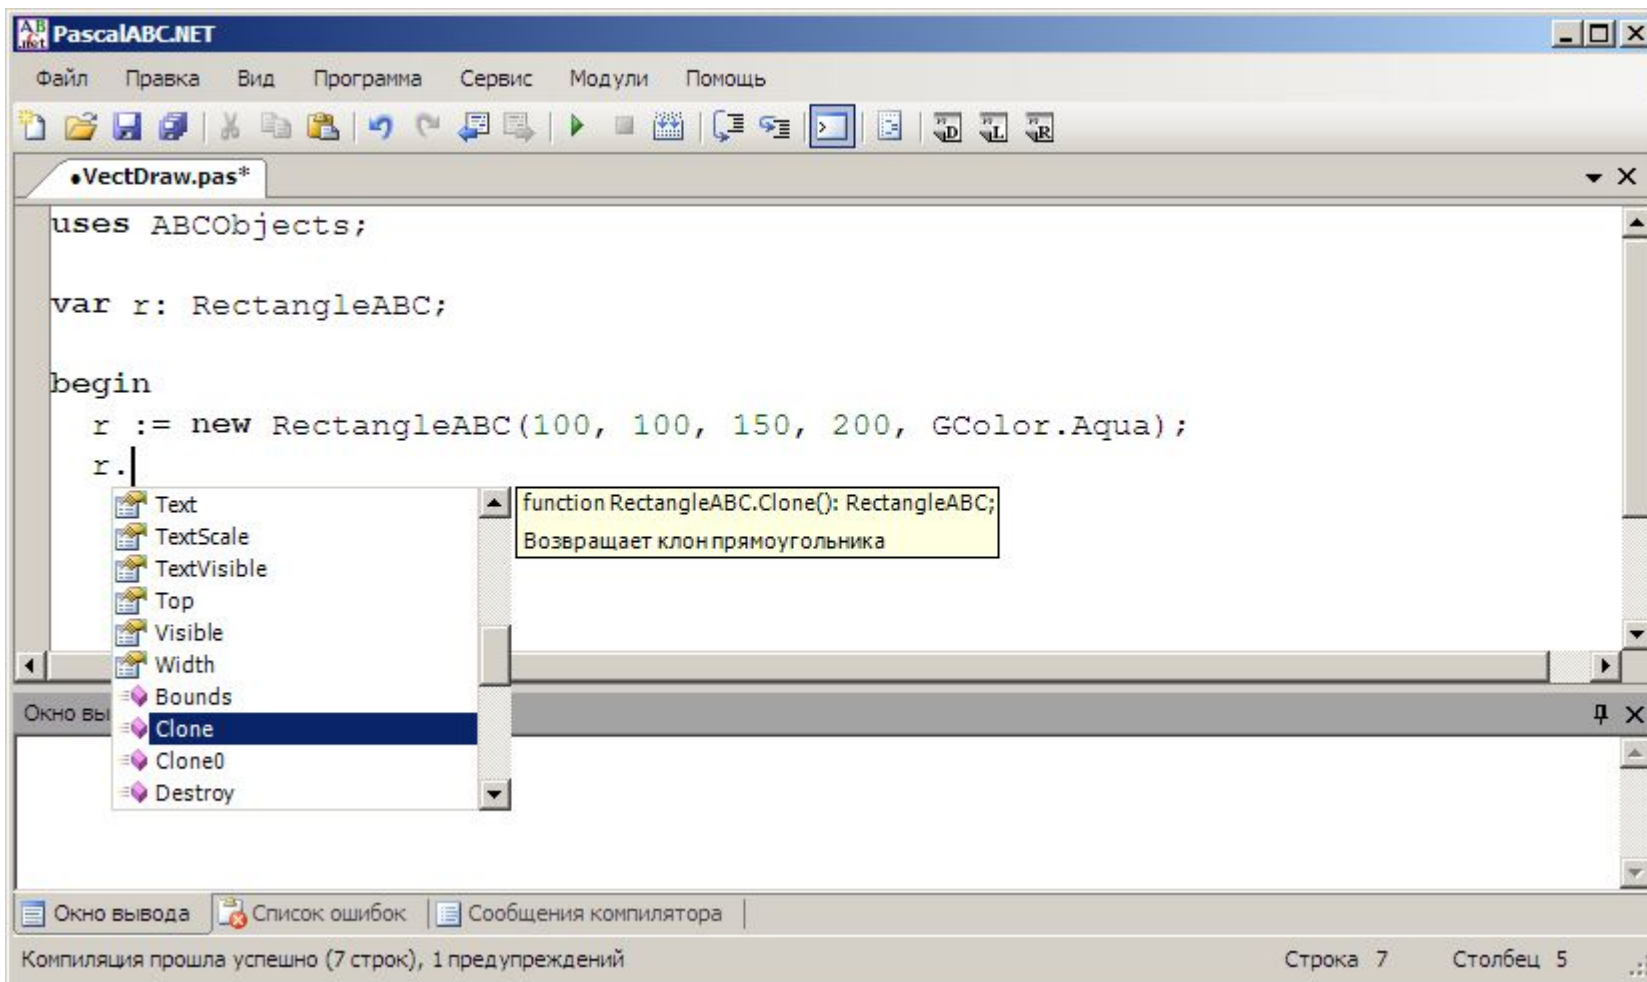 PascalABC.NET
Файл Правка Вид Программа Сервис Модули Помощь
•VectDraw.pas*
uses ABCObjects;
var r: RectangleABC;
begin
r := new RectangleABC(100, 100, 150, 200, GColor.Aqua);
r.
Text
TextScale
TextVisible
Top
Visible
Width
Bounds
Clone
Clone0
Destroy
function RectangleABC.Clone(): RectangleABC;
Возвращает клон прямоугольника
Окно вы
Окно вывода Список ошибок Сообщения компилятора
Компиляция прошла успешно (7 строк), 1 предупреждений Строка 7 Столбец 5